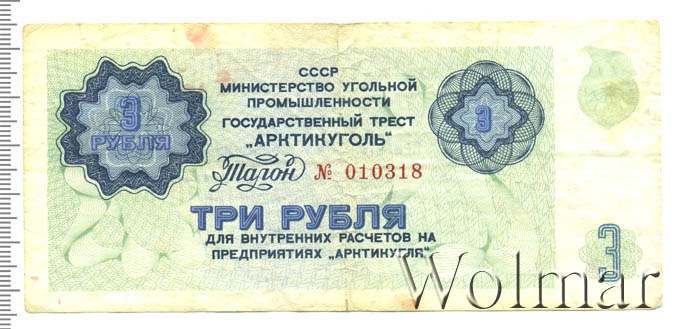 СССР
МИНИСТЕРСТВО УГОЛЬНОЙ
ПРОМЫШЛЕННОСТИ
ГОСУДАРСТВЕННЫЙ ТРЕСТ
„АРКТИКУГОЛЬ"
3
РУБЛЯ
3
Талон № 010318
ТРИ РУБЛЯ
ДЛЯ ВНУТРЕННИХ РАСЧЕТОВ НА
ПРЕДПРИЯТИЯХ „АРКТИКУГЛЯ"
3
Wolmar